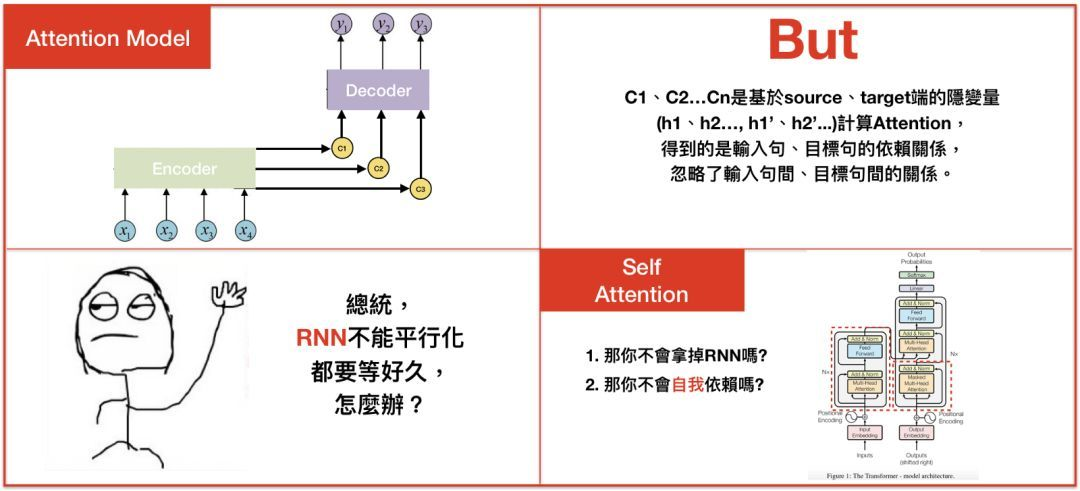 Attention Model
y1
y2
y3
Decoder
C1
C2
C3
Encoder
x1
x2
x3
x4
But
C1、C2…Cn是基於source、target端的隱變量
(h1、h2…, h1’、h2’...)計算Attention，
得到的是輸入句、目標句的依賴關係，
忽略了輸入句間、目標句間的關係。
總統，
RNN不能平行化
都要等好久，
怎麼辦？
Self
Attention
1. 那你不會拿掉RNN嗎?
2. 那你不會自我依賴嗎?
Output
Probabilities
Softmax
Linear
Add & Norm
Feed
Forward
Add & Norm
Multi-Head
Attention
Nx
Add & Norm
Masked
Multi-Head
Attention
Add & Norm
Feed
Forward
Nx
Add & Norm
Multi-Head
Attention
Positional
Encoding
Positional
Encoding
Input
Embedding
Output
Embedding
Inputs
Outputs
(shifted right)
Figure 1: The Transformer - model architecture.